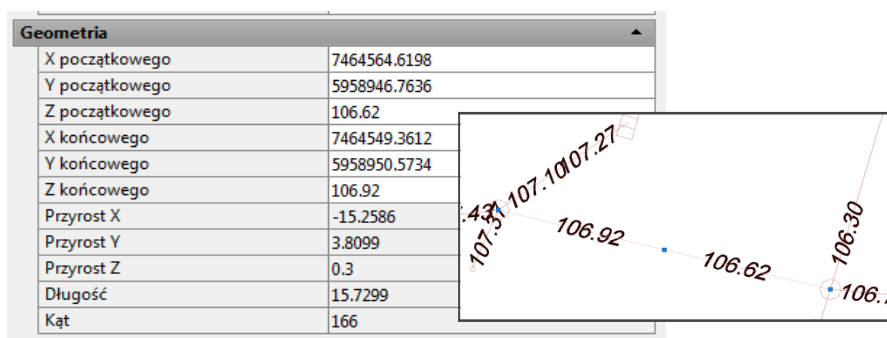 Geometria
X początkowego 7464564.6198
Y początkowego 5958946.7636
Z początkowego 106.62
X końcowego 7464549.3612
Y końcowego 5958950.5734
Z końcowego 106.92
Przyrost X -15.2586
Przyrost Y 3.8099
Przyrost Z 0.3
Długość 15.7299
Kąt 166
107.27
107.10
107.31
106.92
106.62
106.30